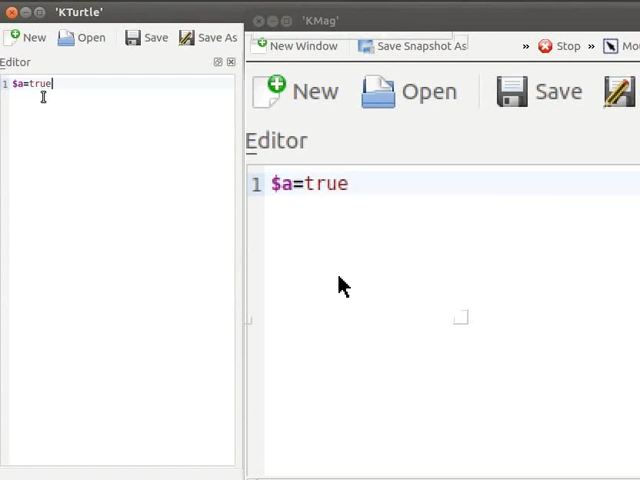 'KTurtle'
New Open Save Save As
Editor
1 $a=true
'KMag'
New Window Save Snapshot As » Stop »
New Open Save
Editor
1 $a=true